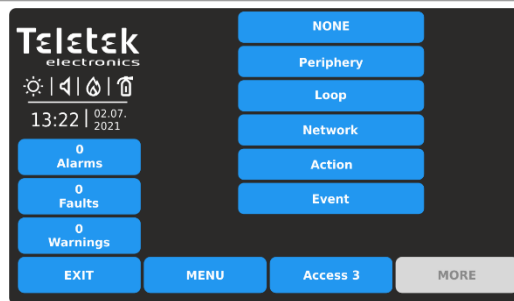 Teletek
electronics
13:22
02.07.
2021
0
Alarms
0
Faults
0
Warnings
NONE
Periphery
Loop
Network
Action
Event
EXIT
MENU
Access 3
MORE